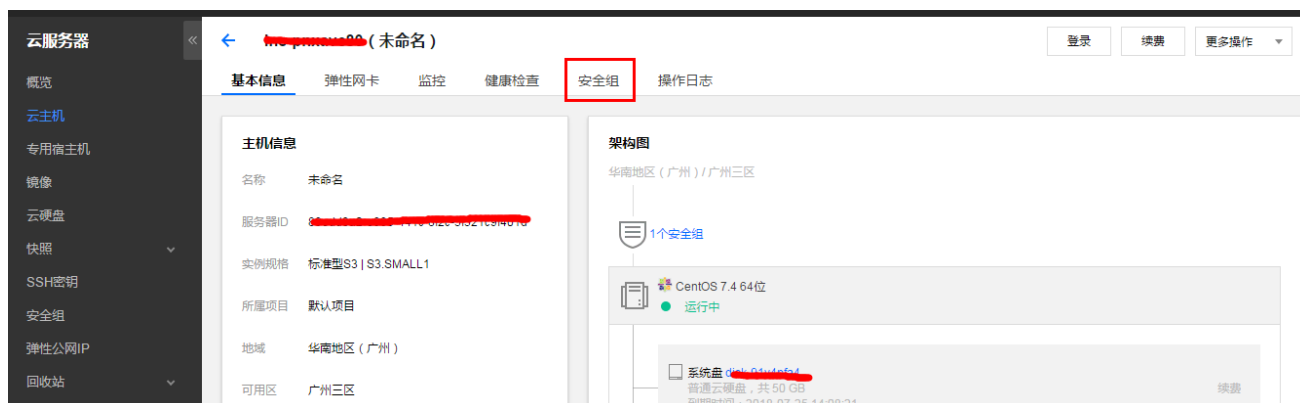 云服务器
概览
云主机
专用宿主机
镜像
云硬盘
快照
SSH密钥
安全组
弹性公网IP
回收站
(未命名)
登录
续费
更多操作
基本信息
弹性网卡
监控
健康检查
安全组
操作日志
主机信息
名称 未命名
服务器ID
实例规格 标准型S3 | S3.SMALL1
所属项目 默认项目
地域 华南地区(广州)
可用区 广州三区
架构图
华南地区(广州)/广州三区
1个安全组
CentOS 7.4 64位
运行中
系统盘
普通云硬盘,共 50 GB
续费